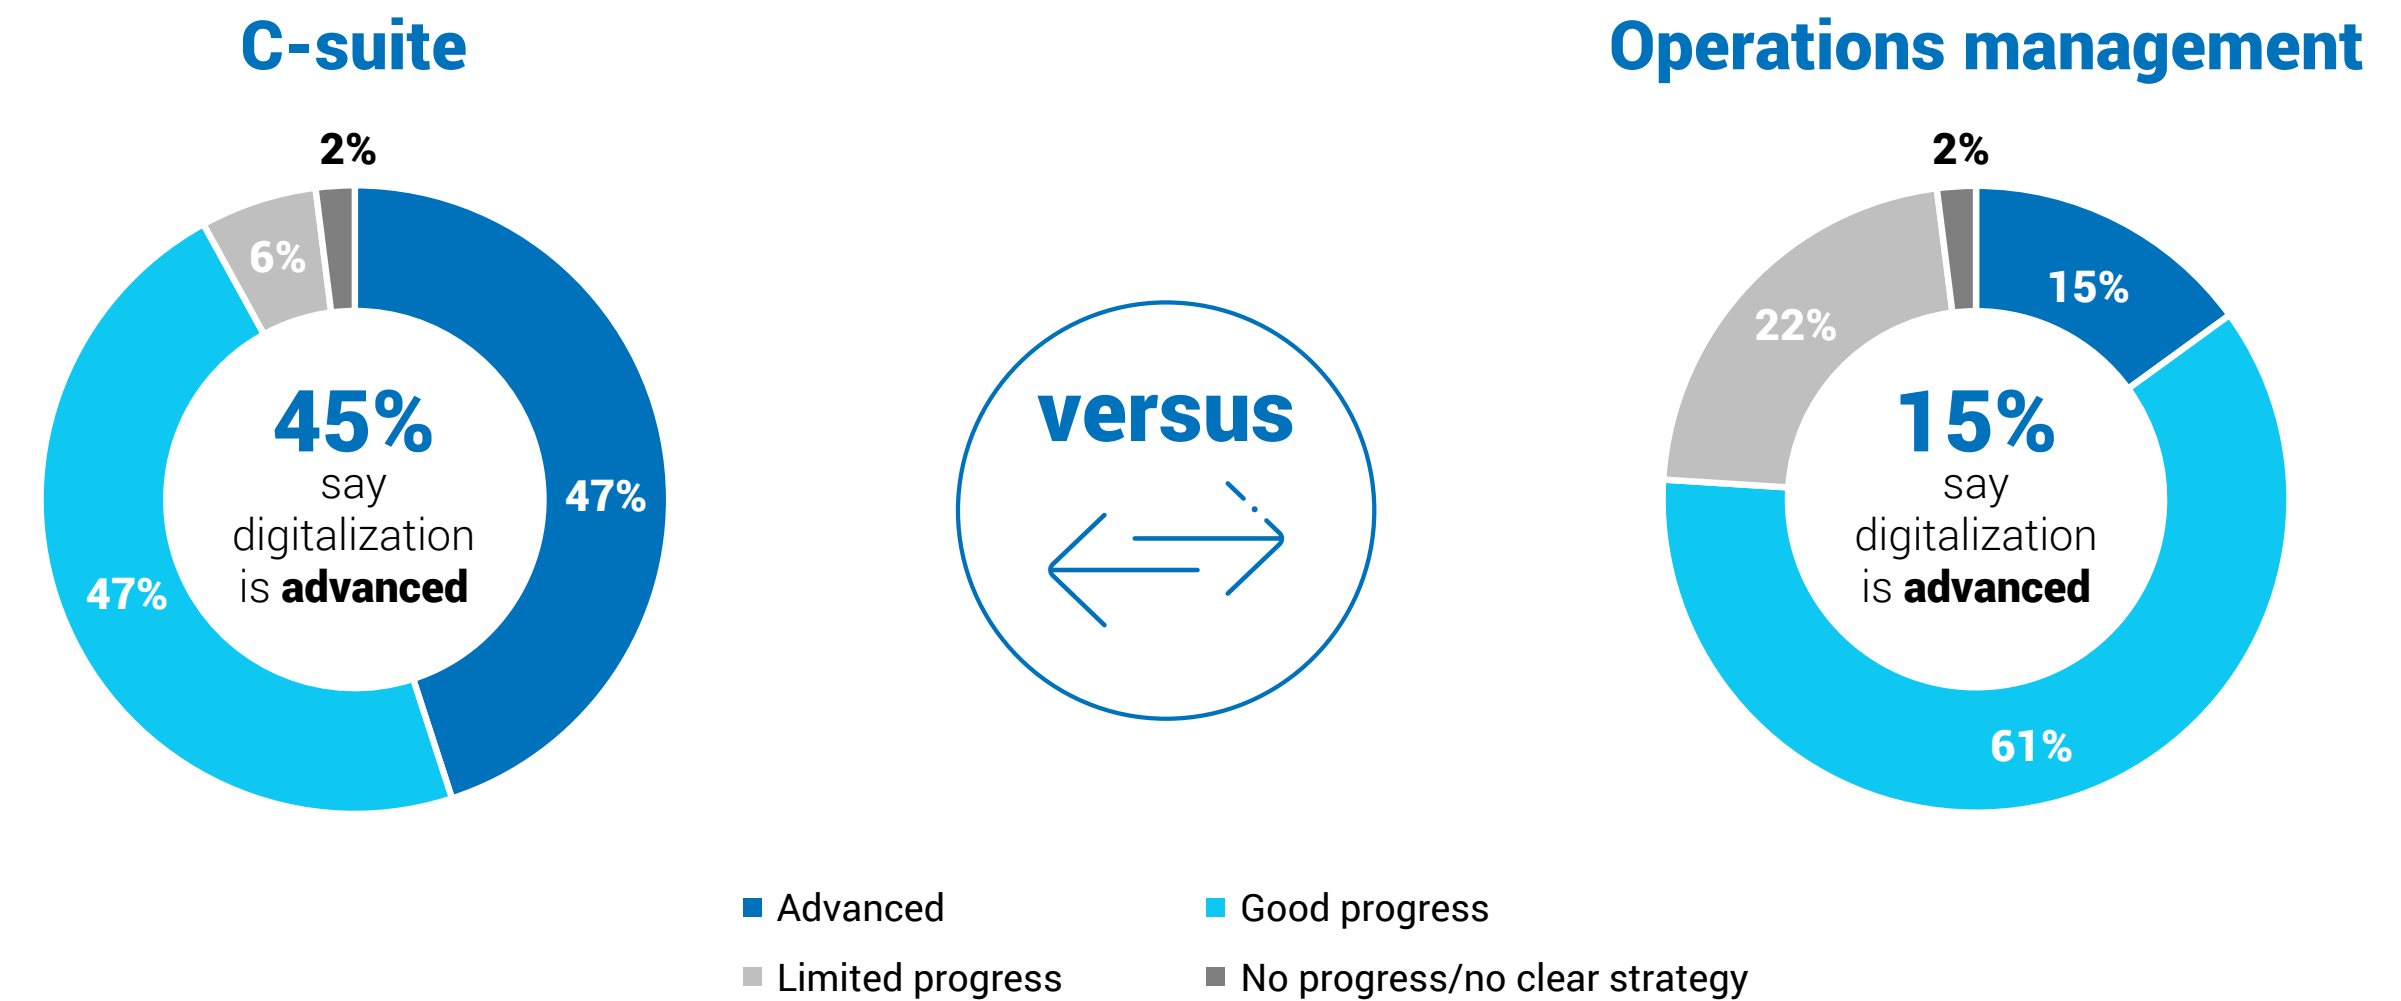 C-suite
2%
6%
47%
47%
45%
say
digitalization
is advanced
versus
Operations management
2%
15%
22%
61%
15%
say
digitalization
is advanced
Advanced
Good progress
Limited progress
No progress/no clear strategy